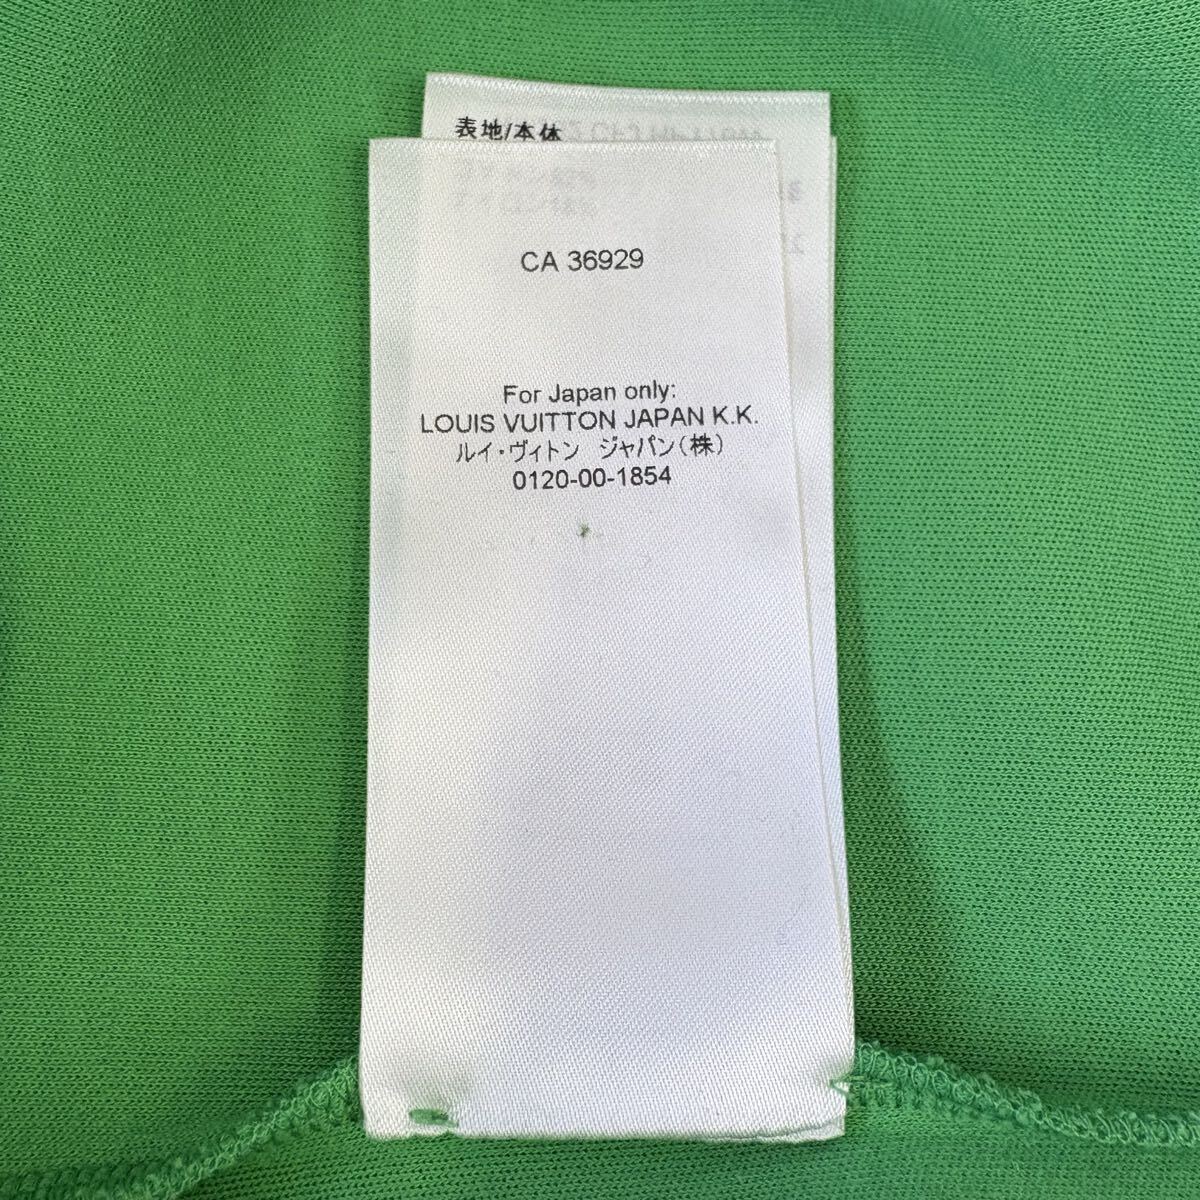 表地/本体
CA 36929
For Japan only:
LOUIS VUITTON JAPAN K.K.
ルイ・ヴィトン ジャパン(株)
0120-00-1854